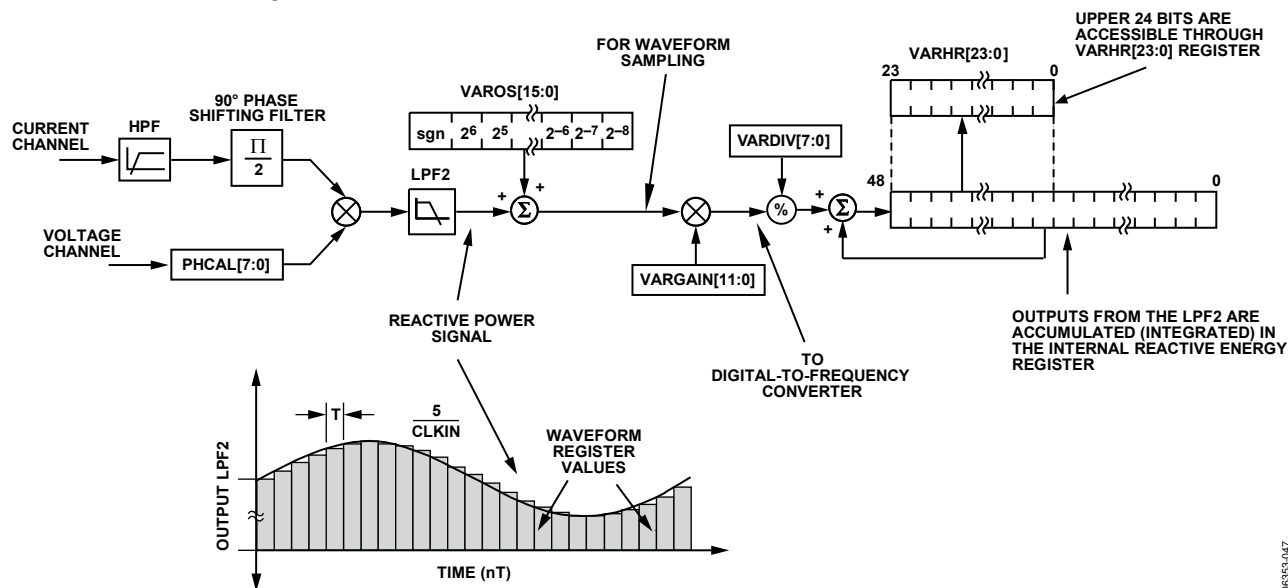 UPPER 24 BITS ARE
ACCESSIBLE THROUGH
VARHR[23:0] REGISTER
FOR WAVEFORM
SAMPLING
VARHR[23:0]
23
0
90° PHASE
SHIFTING FILTER
CURRENT
CHANNEL
HPF
Π
2
VAROS[15:0]
sgn 2⁶ 2⁵ 2⁻⁶ 2⁻⁷ 2⁻⁸
VARDIV[7:0]
LPF2
+
+
Σ
%
+
+
Σ
48
0
VOLTAGE
CHANNEL
PHCAL[7:0]
VARGAIN[11:0]
REACTIVE POWER
SIGNAL
TO
DIGITAL-TO-FREQUENCY
CONVERTER
OUTPUTS FROM THE LPF2 ARE
ACCUMULATED (INTEGRATED) IN
THE INTERNAL REACTIVE ENERGY
REGISTER
T
5
CLKIN
WAVEFORM
REGISTER
VALUES
OUTPUT LPF2
TIME (nT)
06353-047